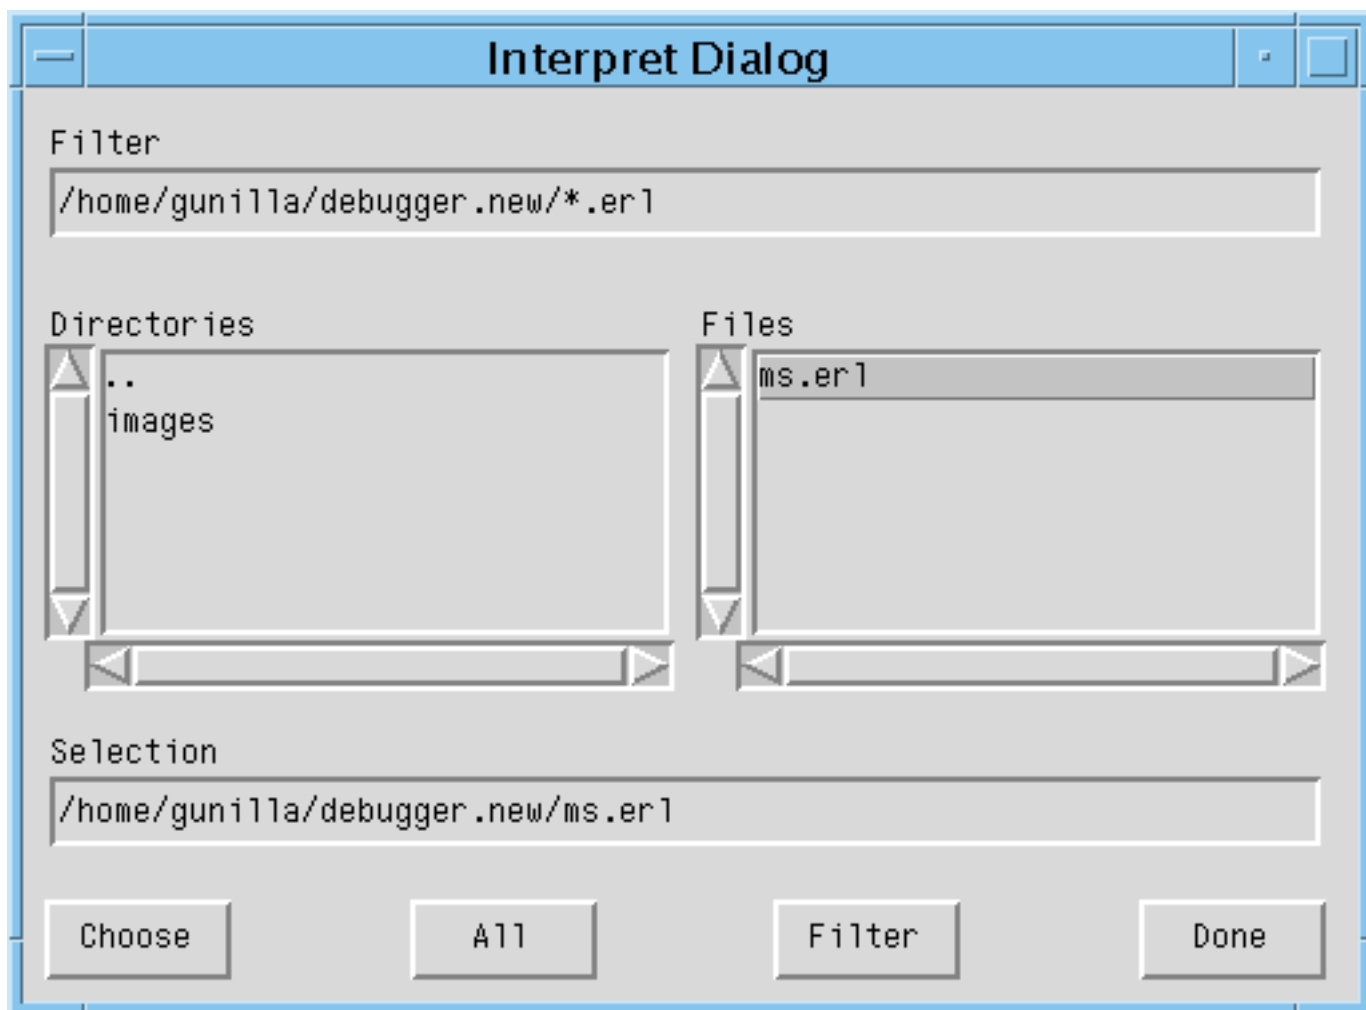 Interpret Dialog
Filter
/home/gunilla/debugger.new/*.erl
Directories
..
images
Files
ms.erl
Selection
/home/gunilla/debugger.new/ms.erl
Choose
All
Filter
Done